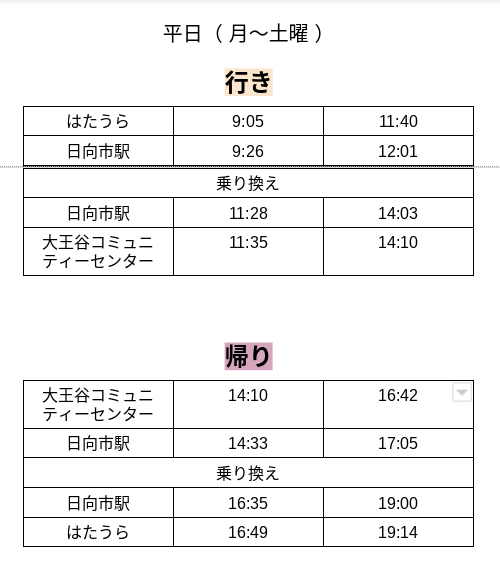 平日（ 月〜土曜 ）
行き
はたうら 9:05 11:40
日向市駅 9:26 12:01
乗り換え
日向市駅 11:28 14:03
大王谷コミュニ 11:35 14:10
ティーセンター
帰り
大王谷コミュニ 14:10 16:42
ティーセンター
日向市駅 14:33 17:05
乗り換え
日向市駅 16:35 19:00
はたうら 16:49 19:14